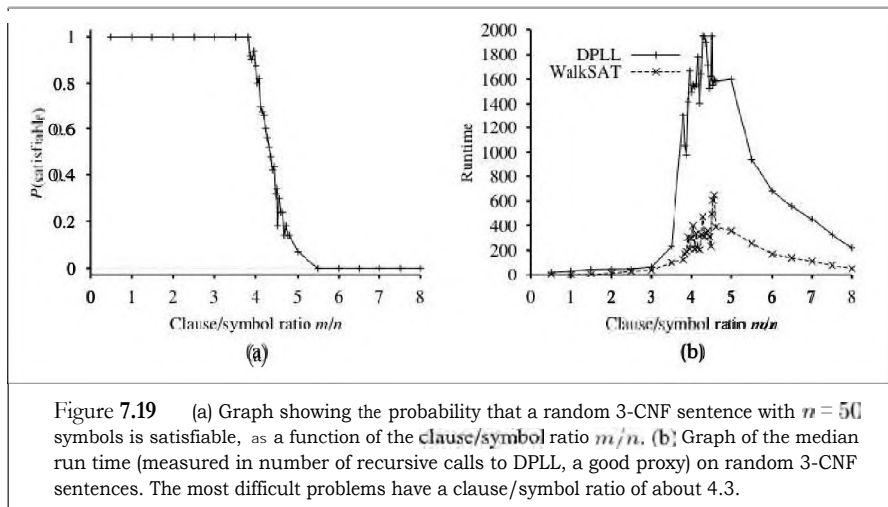 1
0.8
0.6
0.4
0.2
0
P(satisfiable)
0 1 2 3 4 5 6 7 8
Clause/symbol ratio m/n
(a)
2000
1800
1600
1400
1200
1000
800
600
400
200
0
Runtime
DPLL
WalkSAT
0 1 2 3 4 5 6 7 8
Clause/symbol ratio m/n
(b)
Figure 7.19 (a) Graph showing the probability that a random 3-CNF sentence with n = 50
symbols is satisfiable, as a function of the clause/symbol ratio m/n. (b) Graph of the median
run time (measured in number of recursive calls to DPLL, a good proxy) on random 3-CNF
sentences. The most difficult problems have a clause/symbol ratio of about 4.3.